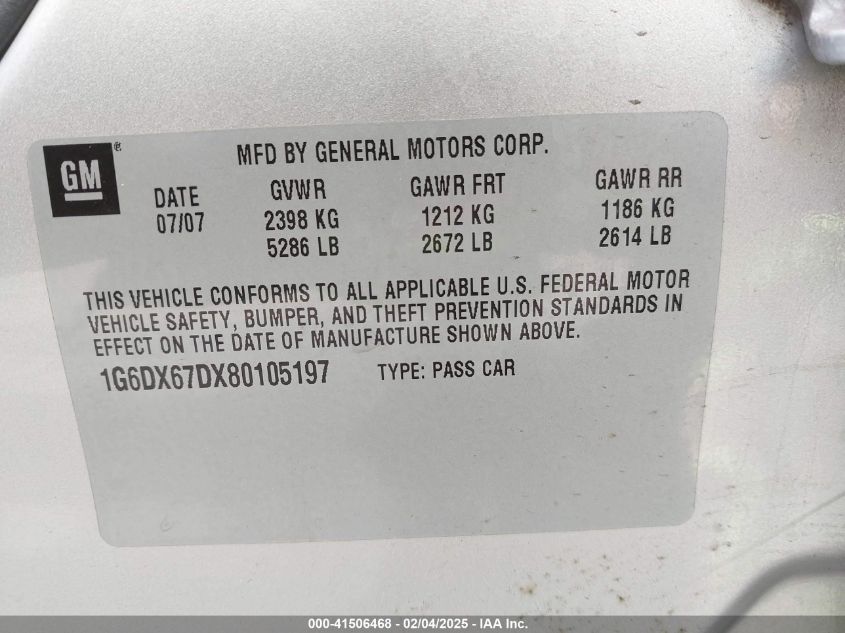 GM®
MFD BY GENERAL MOTORS CORP.
DATE GVWR GAWR FRT GAWR RR
07/07 2398 KG 1212 KG 1186 KG
5286 LB 2672 LB 2614 LB
THIS VEHICLE CONFORMS TO ALL APPLICABLE U.S. FEDERAL MOTOR
VEHICLE SAFETY, BUMPER, AND THEFT PREVENTION STANDARDS IN
EFFECT ON THE DATE OF MANUFACTURE SHOWN ABOVE.
1G6DX67DX80105197 TYPE: PASS CAR
000-41506468 - 02/04/2025 - IAA Inc.